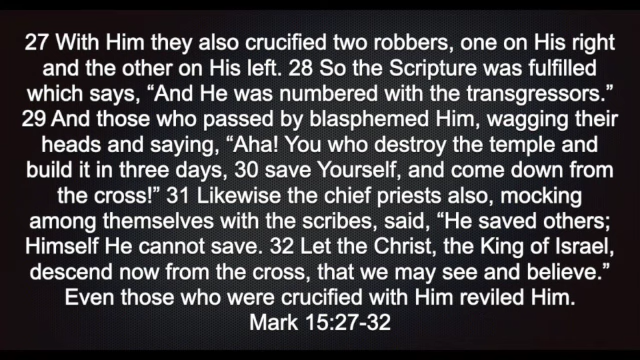 27 With Him they also crucified two robbers, one on His right
and the other on His left. 28 So the Scripture was fulfilled
which says, “And He was numbered with the transgressors.”
29 And those who passed by blasphemed Him, wagging their
heads and saying, “Aha! You who destroy the temple and
build it in three days, 30 save Yourself, and come down from
the cross!” 31 Likewise the chief priests also, mocking
among themselves with the scribes, said, “He saved others;
Himself He cannot save. 32 Let the Christ, the King of Israel,
descend now from the cross, that we may see and believe.”
Even those who were crucified with Him reviled Him.
Mark 15:27-32